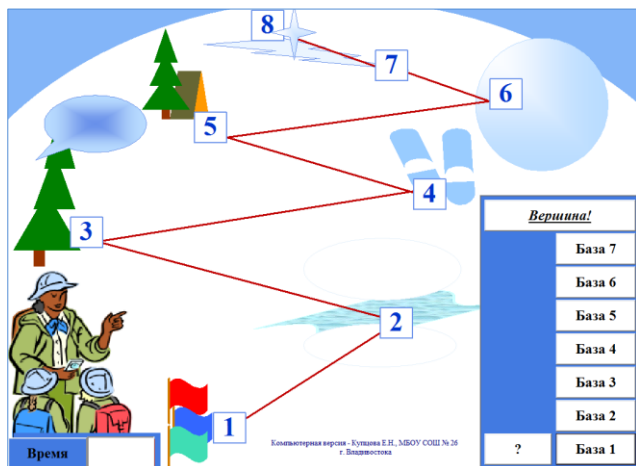 8
7
6
5
4
3
2
1
Вершина!
База 7
База 6
База 5
База 4
База 3
База 2
? База 1
Время
Компьютерная версия - Купцова Е.Н., МБОУ СОШ № 26
г. Владивостока